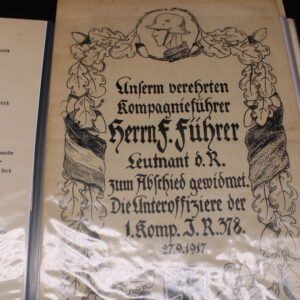 Unserm verehrten
Kompagnieführer
Herrn F. Führer
Leutnant d. R.
zum Abschied gewidmet.
Die Unteroffiziere der
1. Komp. J. R. 378.
27.9.1917